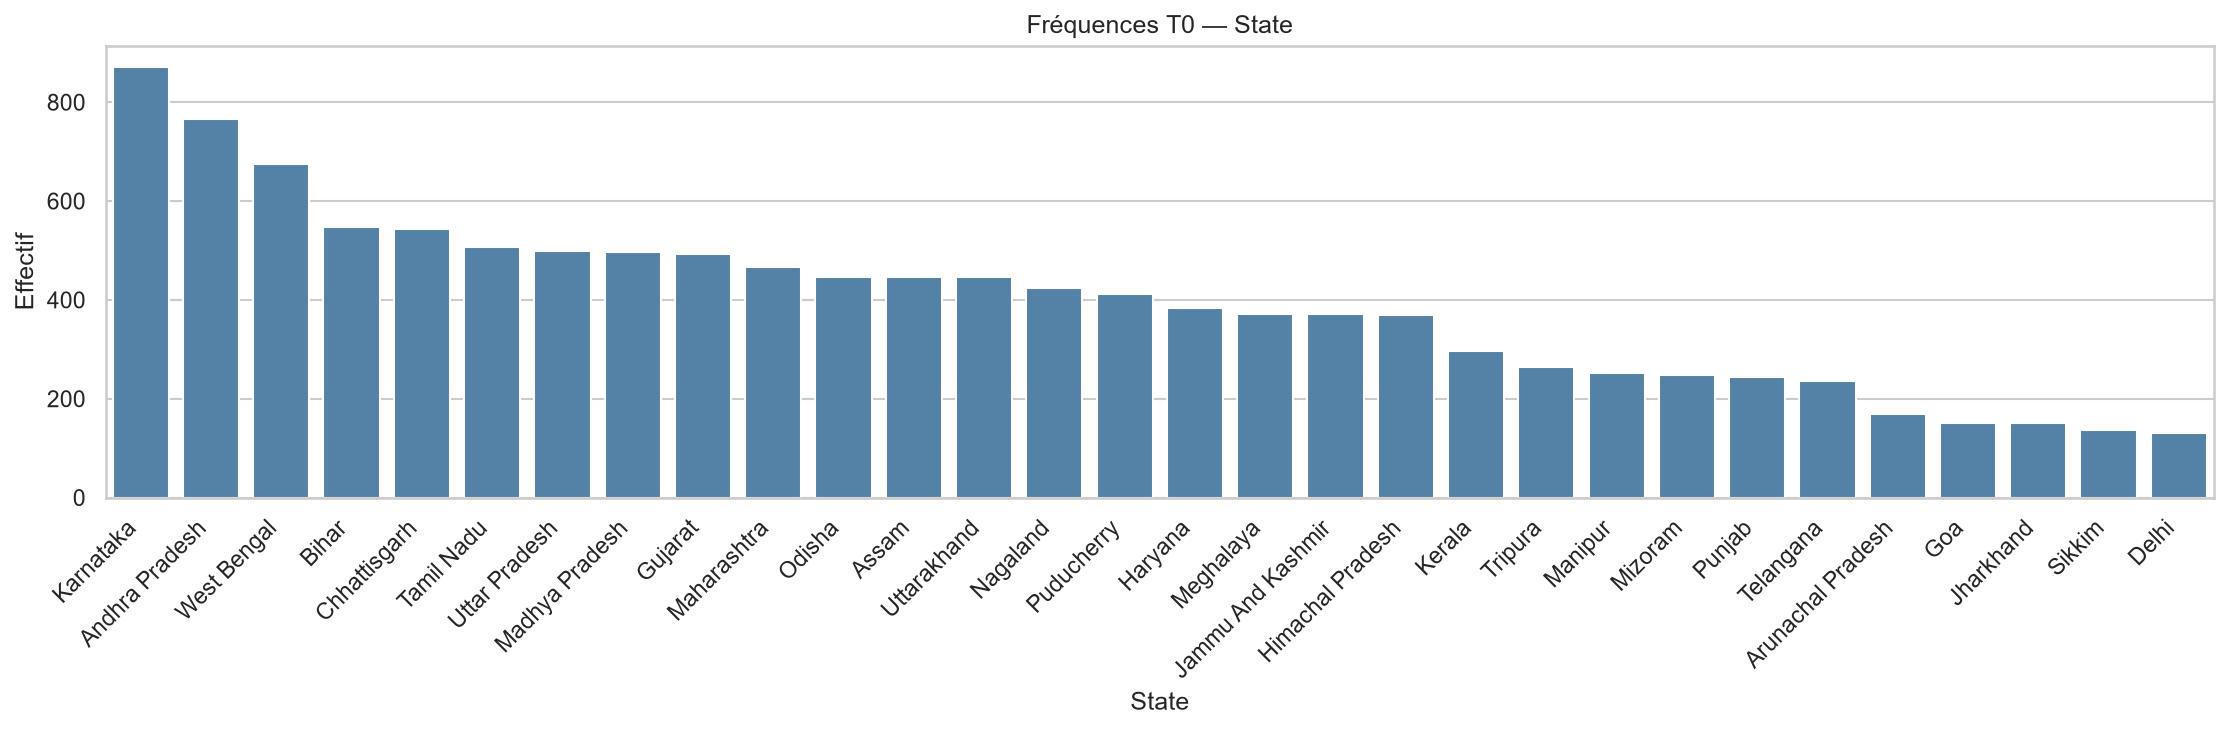 Fréquences T0 — State
Effectif
800
600
400
200
0
Karnataka
Andhra Pradesh
West Bengal
Bihar
Chhattisgarh
Tamil Nadu
Uttar Pradesh
Madhya Pradesh
Gujarat
Maharashtra
Odisha
Assam
Uttarakhand
Nagaland
Puducherry
Haryana
Meghalaya
Jammu And Kashmir
Himachal Pradesh
Kerala
Tripura
Manipur
Mizoram
Punjab
Telangana
Arunachal Pradesh
Goa
Jharkhand
Sikkim
Delhi
State